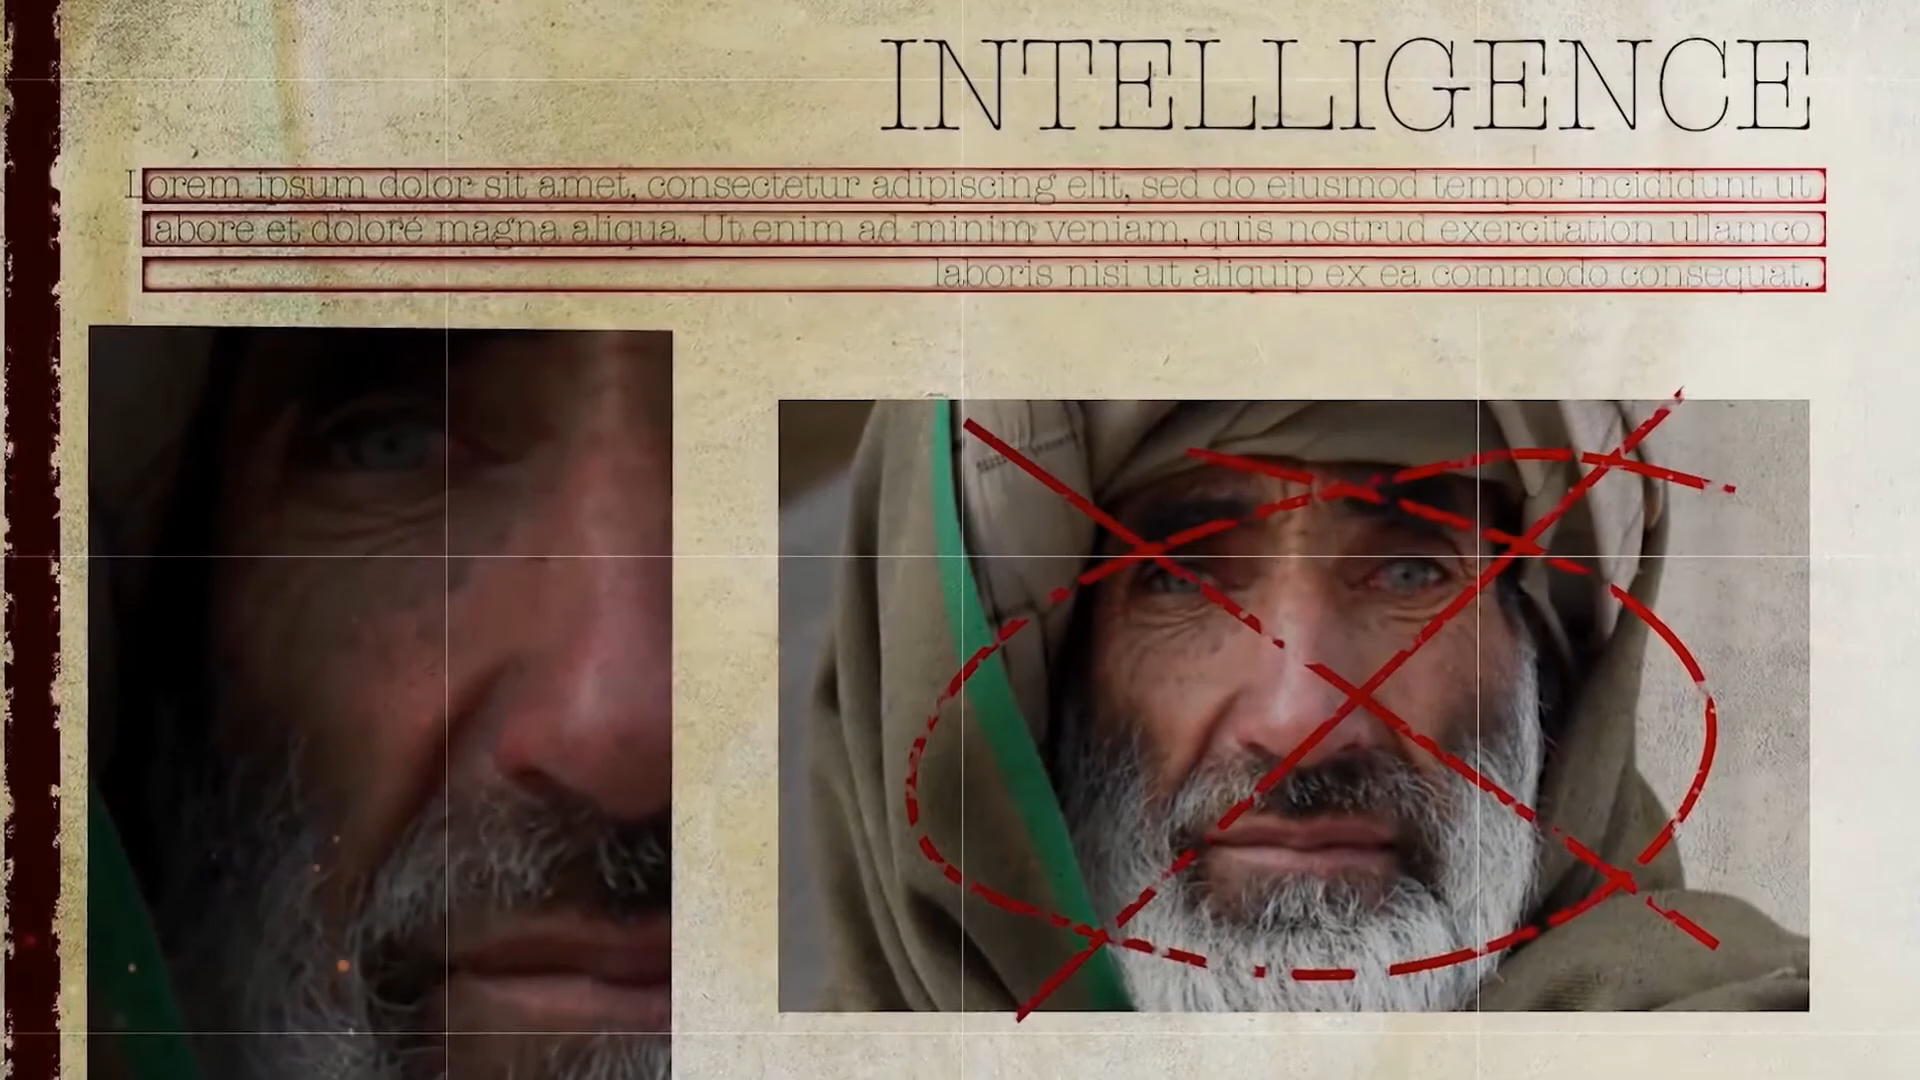 INTELLIGENCE
Lorem ipsum dolor sit amet, consectetur adipiscing elit, sed do eiusmod tempor incididunt ut
labore et dolore magna aliqua. Ut enim ad minim veniam, quis nostrud exercitation ullamco
laboris nisi ut aliquip ex ea commodo consequat.